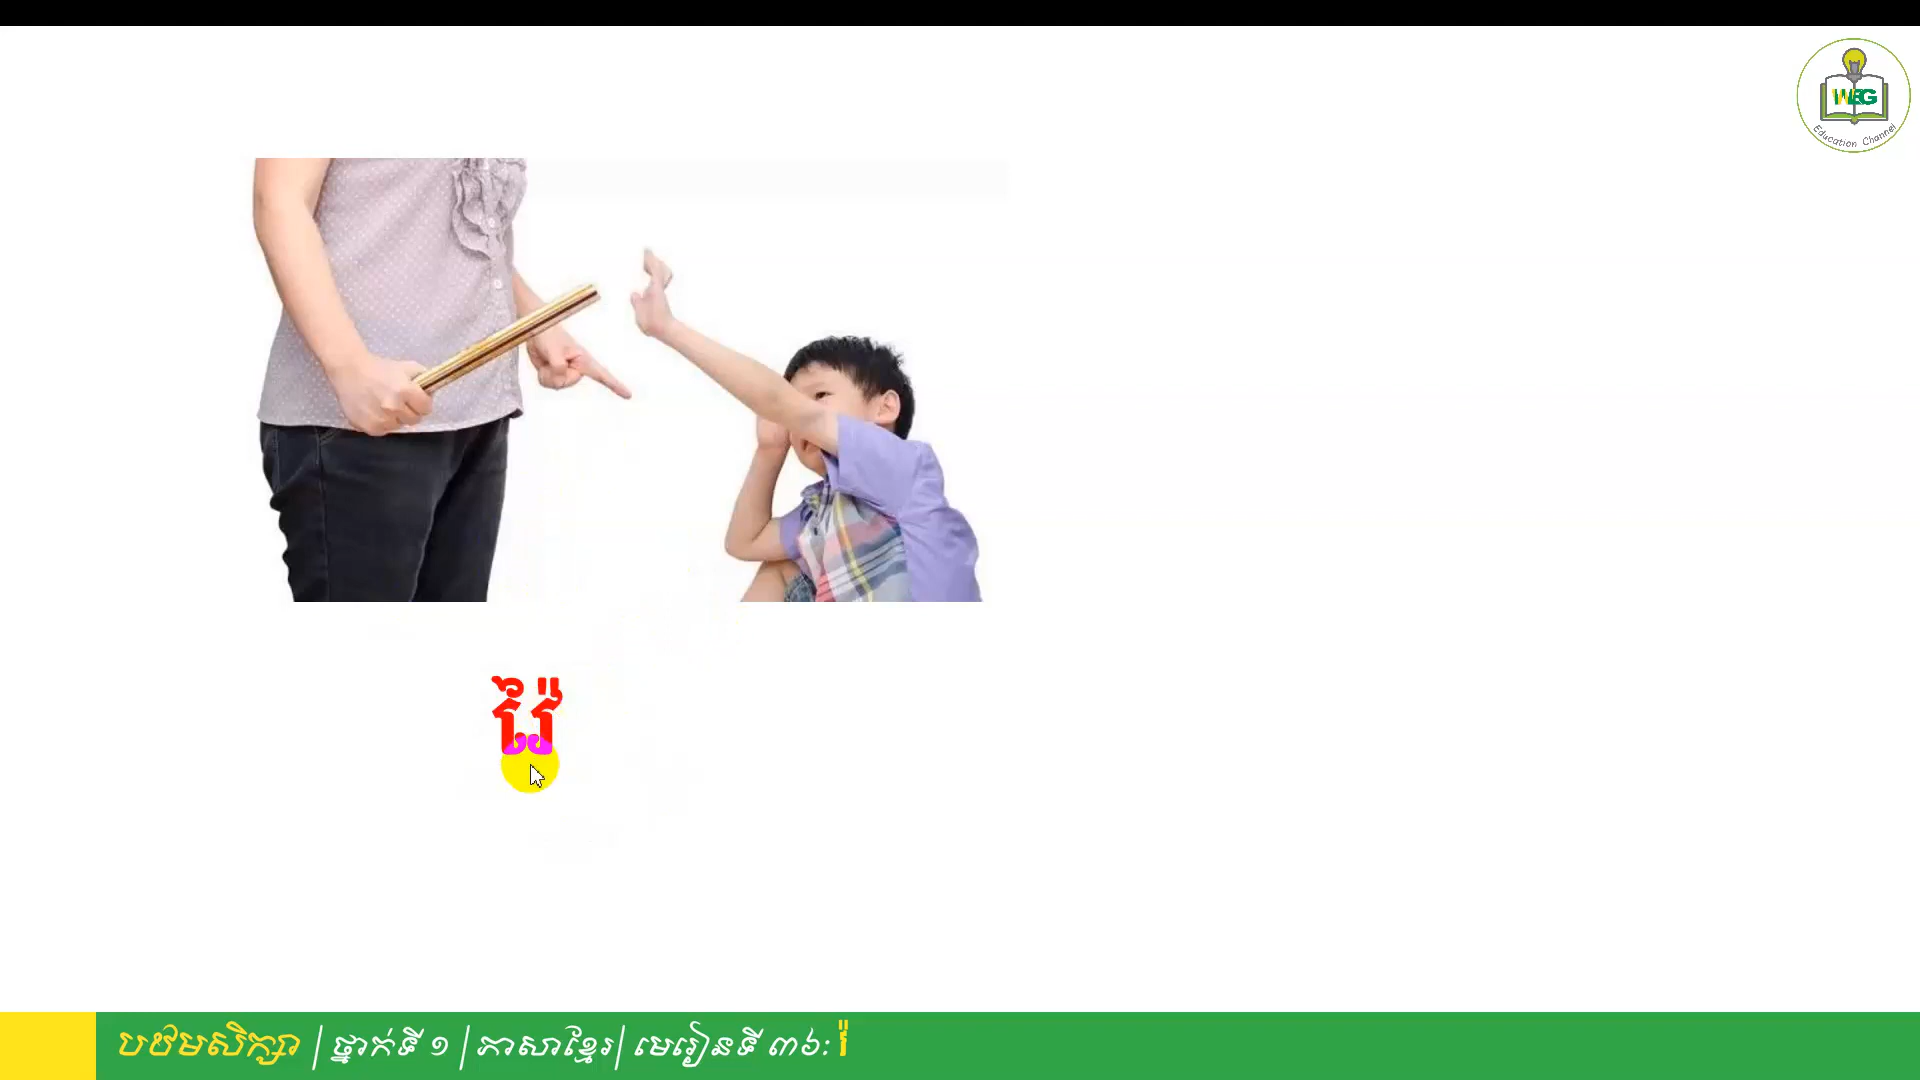 WEG
Education Channel
រ៉ៃ
បឋមសិក្សា | ថ្នាក់ទី ១ | ភាសាខ្មែរ | មេរៀនទី ៣៦: រ៉